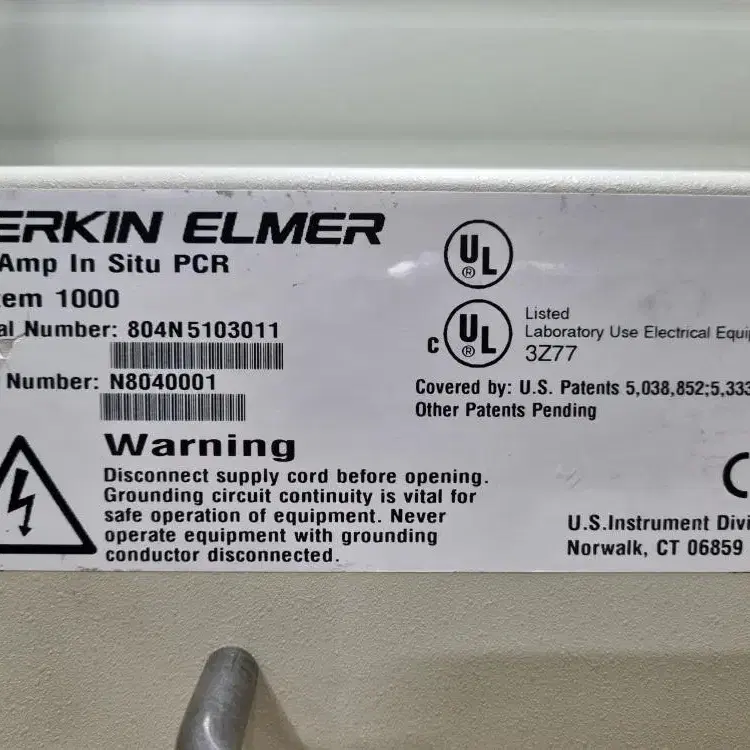 ERKIN ELMER
Amp In Situ PCR
tem 1000
al Number: 804N5103011
Number: N8040001
UL
®
C UL
®
Listed
Laboratory Use Electrical Equip
3Z77
Covered by: U.S. Patents 5,038,852;5,333
Other Patents Pending
Warning
Disconnect supply cord before opening.
Grounding circuit continuity is vital for
safe operation of equipment. Never
operate equipment with grounding
conductor disconnected.
C
U.S.Instrument Divi
Norwalk, CT 06859